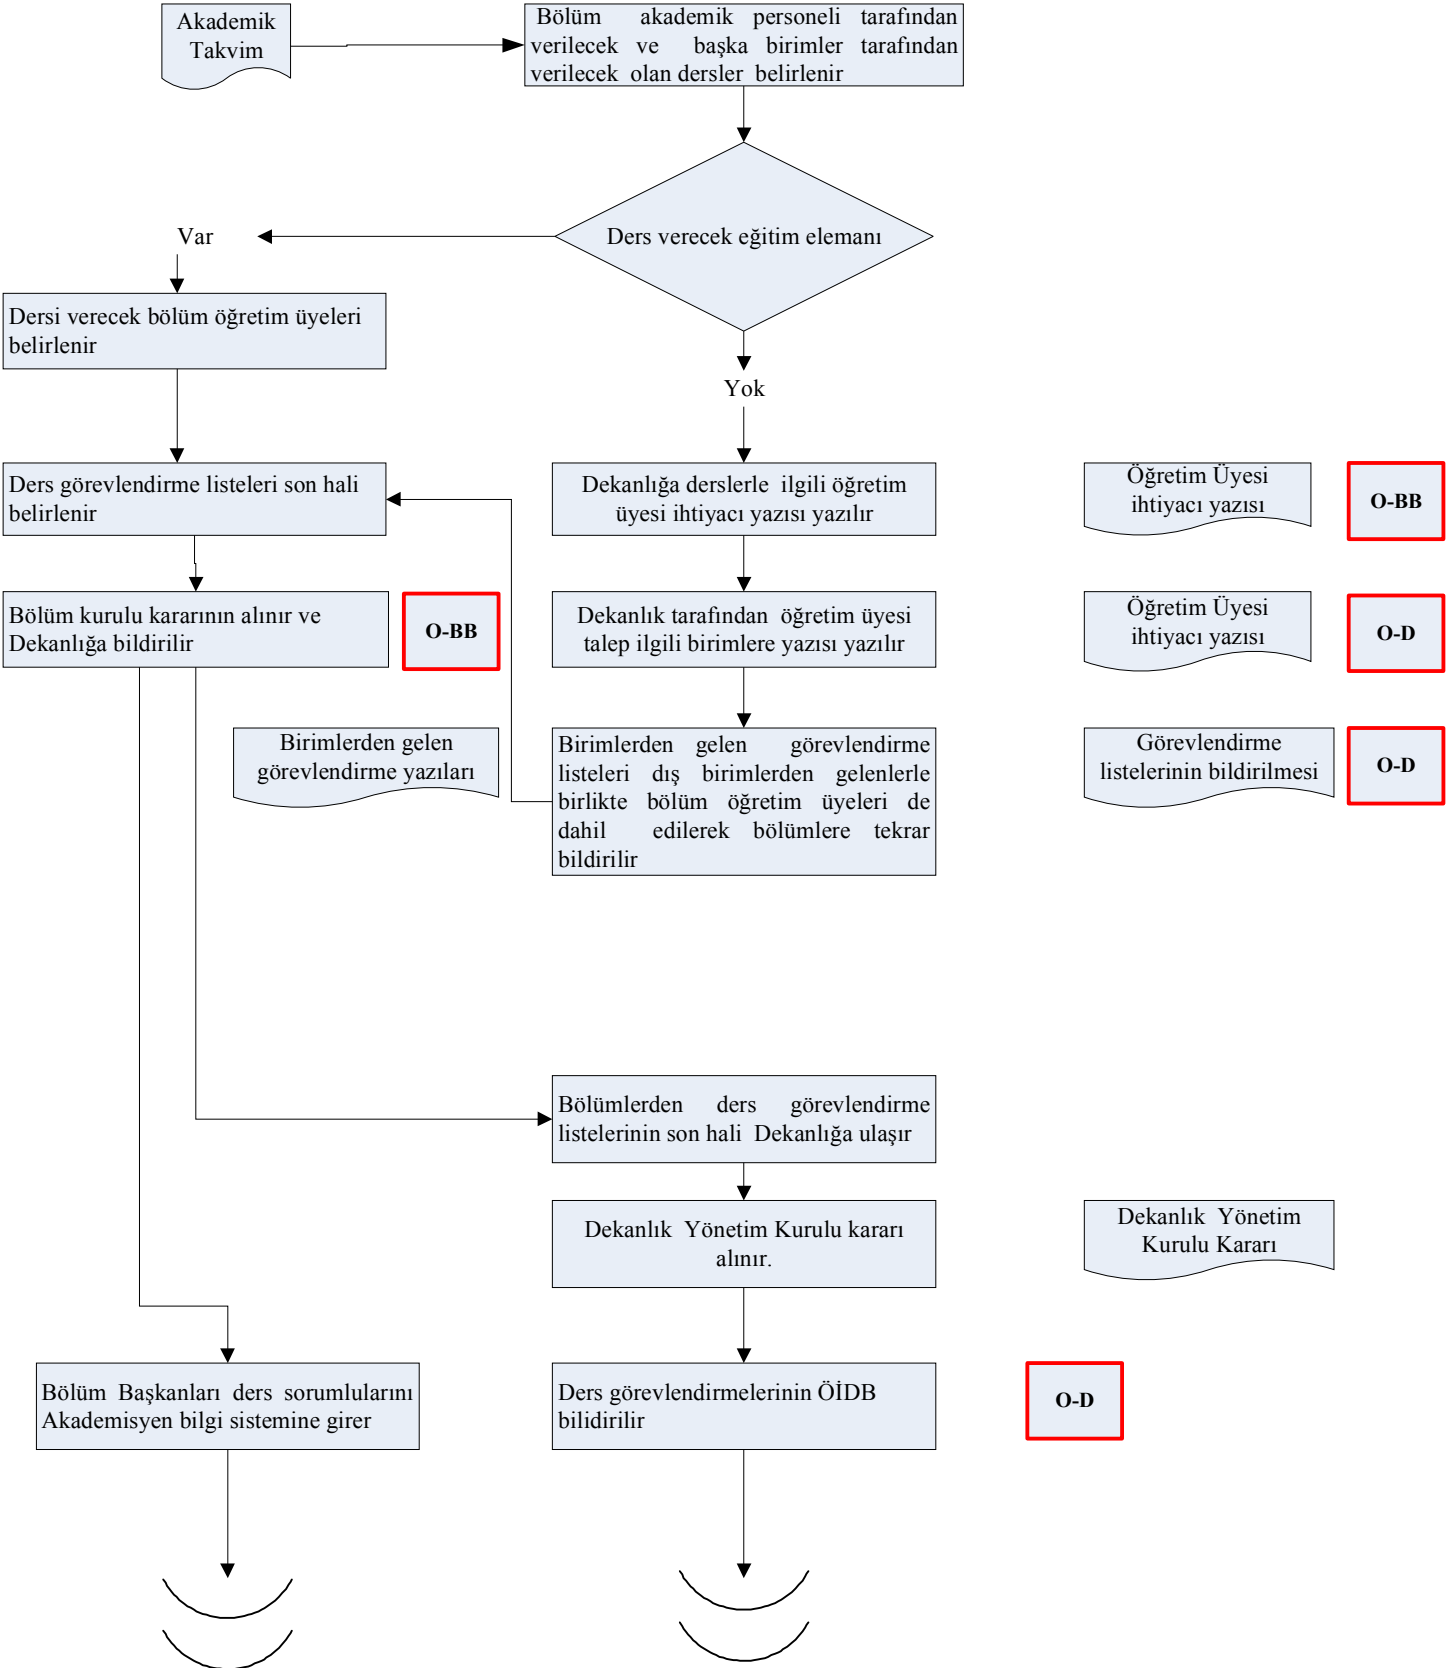 Akademik
Takvim
Bölüm akademik personeli tarafından
verilecek ve başka birimler tarafından
verilecek olan dersler belirlenir
Var
Ders verecek eğitim elemanı
Dersi verecek bölüm öğretim üyeleri
belirlenir
Yok
Ders görevlendirme listeleri son hali
belirlenir
Dekanlığa derslerle ilgili öğretim
üyesi ihtiyacı yazısı yazılır
Öğretim Üyesi
ihtiyacı yazısı
O-BB
Bölüm kurulu kararının alınır ve
Dekanlığa bildirilir
O-BB
Dekanlık tarafından öğretim üyesi
talep ilgili birimlere yazısı yazılır
Öğretim Üyesi
ihtiyacı yazısı
O-D
Birimlerden gelen
görevlendirme yazıları
Birimlerden gelen görevlendirme
listeleri dış birimlerden gelenlerle
birlikte bölüm öğretim üyeleri de
dahil edilerek bölümlere tekrar
bildirilir
Görevlendirme
listelerinin bildirilmesi
O-D
Bölümlerden ders görevlendirme
listelerinin son hali Dekanlığa ulaşır
Dekanlık Yönetim Kurulu kararı
alınır.
Dekanlık Yönetim
Kurulu Kararı
Bölüm Başkanları ders sorumlularını
Akademisyen bilgi sistemine girer
Ders görevlendirmelerinin ÖİDB
bilidirilir
O-D